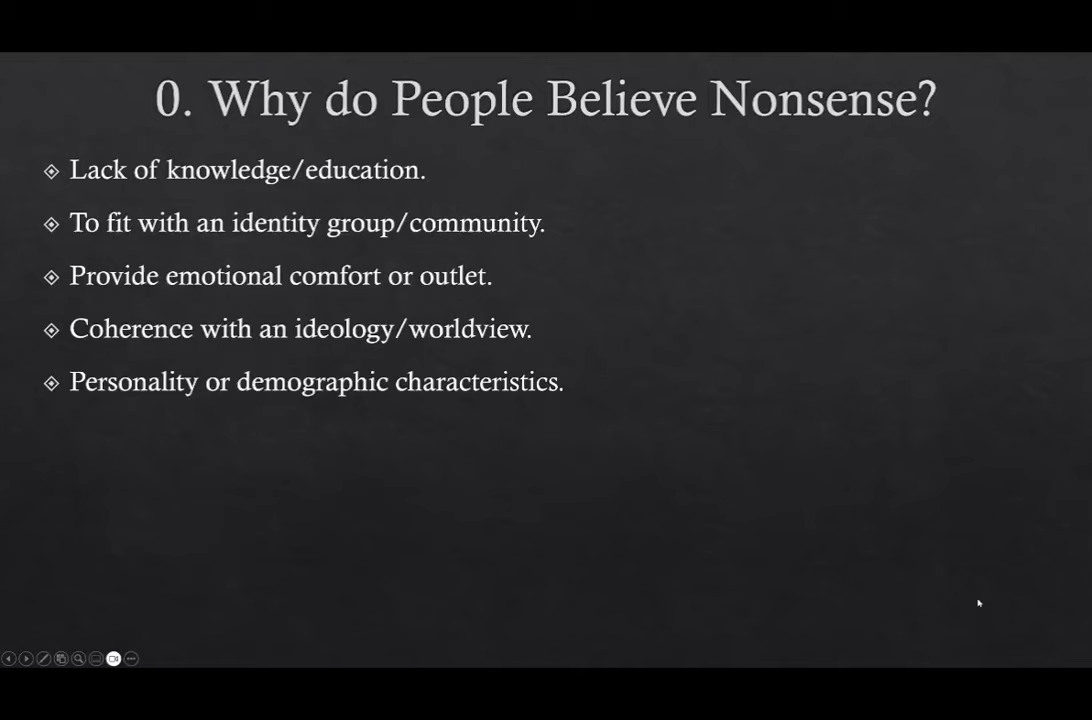 0. Why do People Believe Nonsense?
Lack of knowledge/education.
To fit with an identity group/community.
Provide emotional comfort or outlet.
Coherence with an ideology/worldview.
Personality or demographic characteristics.